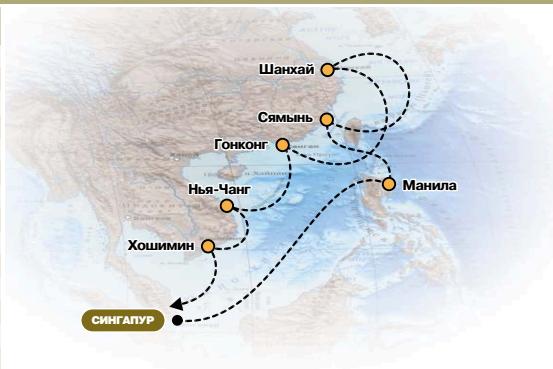 Шанхай
Сямынь
Гонконг
Нья-Чанг
Манила
Хошимин
СИНГАПУР